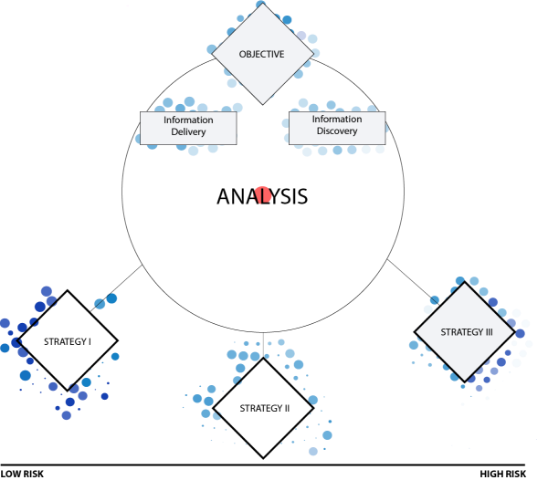 OBJECTIVE
Information
Delivery
Information
Discovery
ANALYSIS
STRATEGY I
STRATEGY II
STRATEGY III
LOW RISK
HIGH RISK